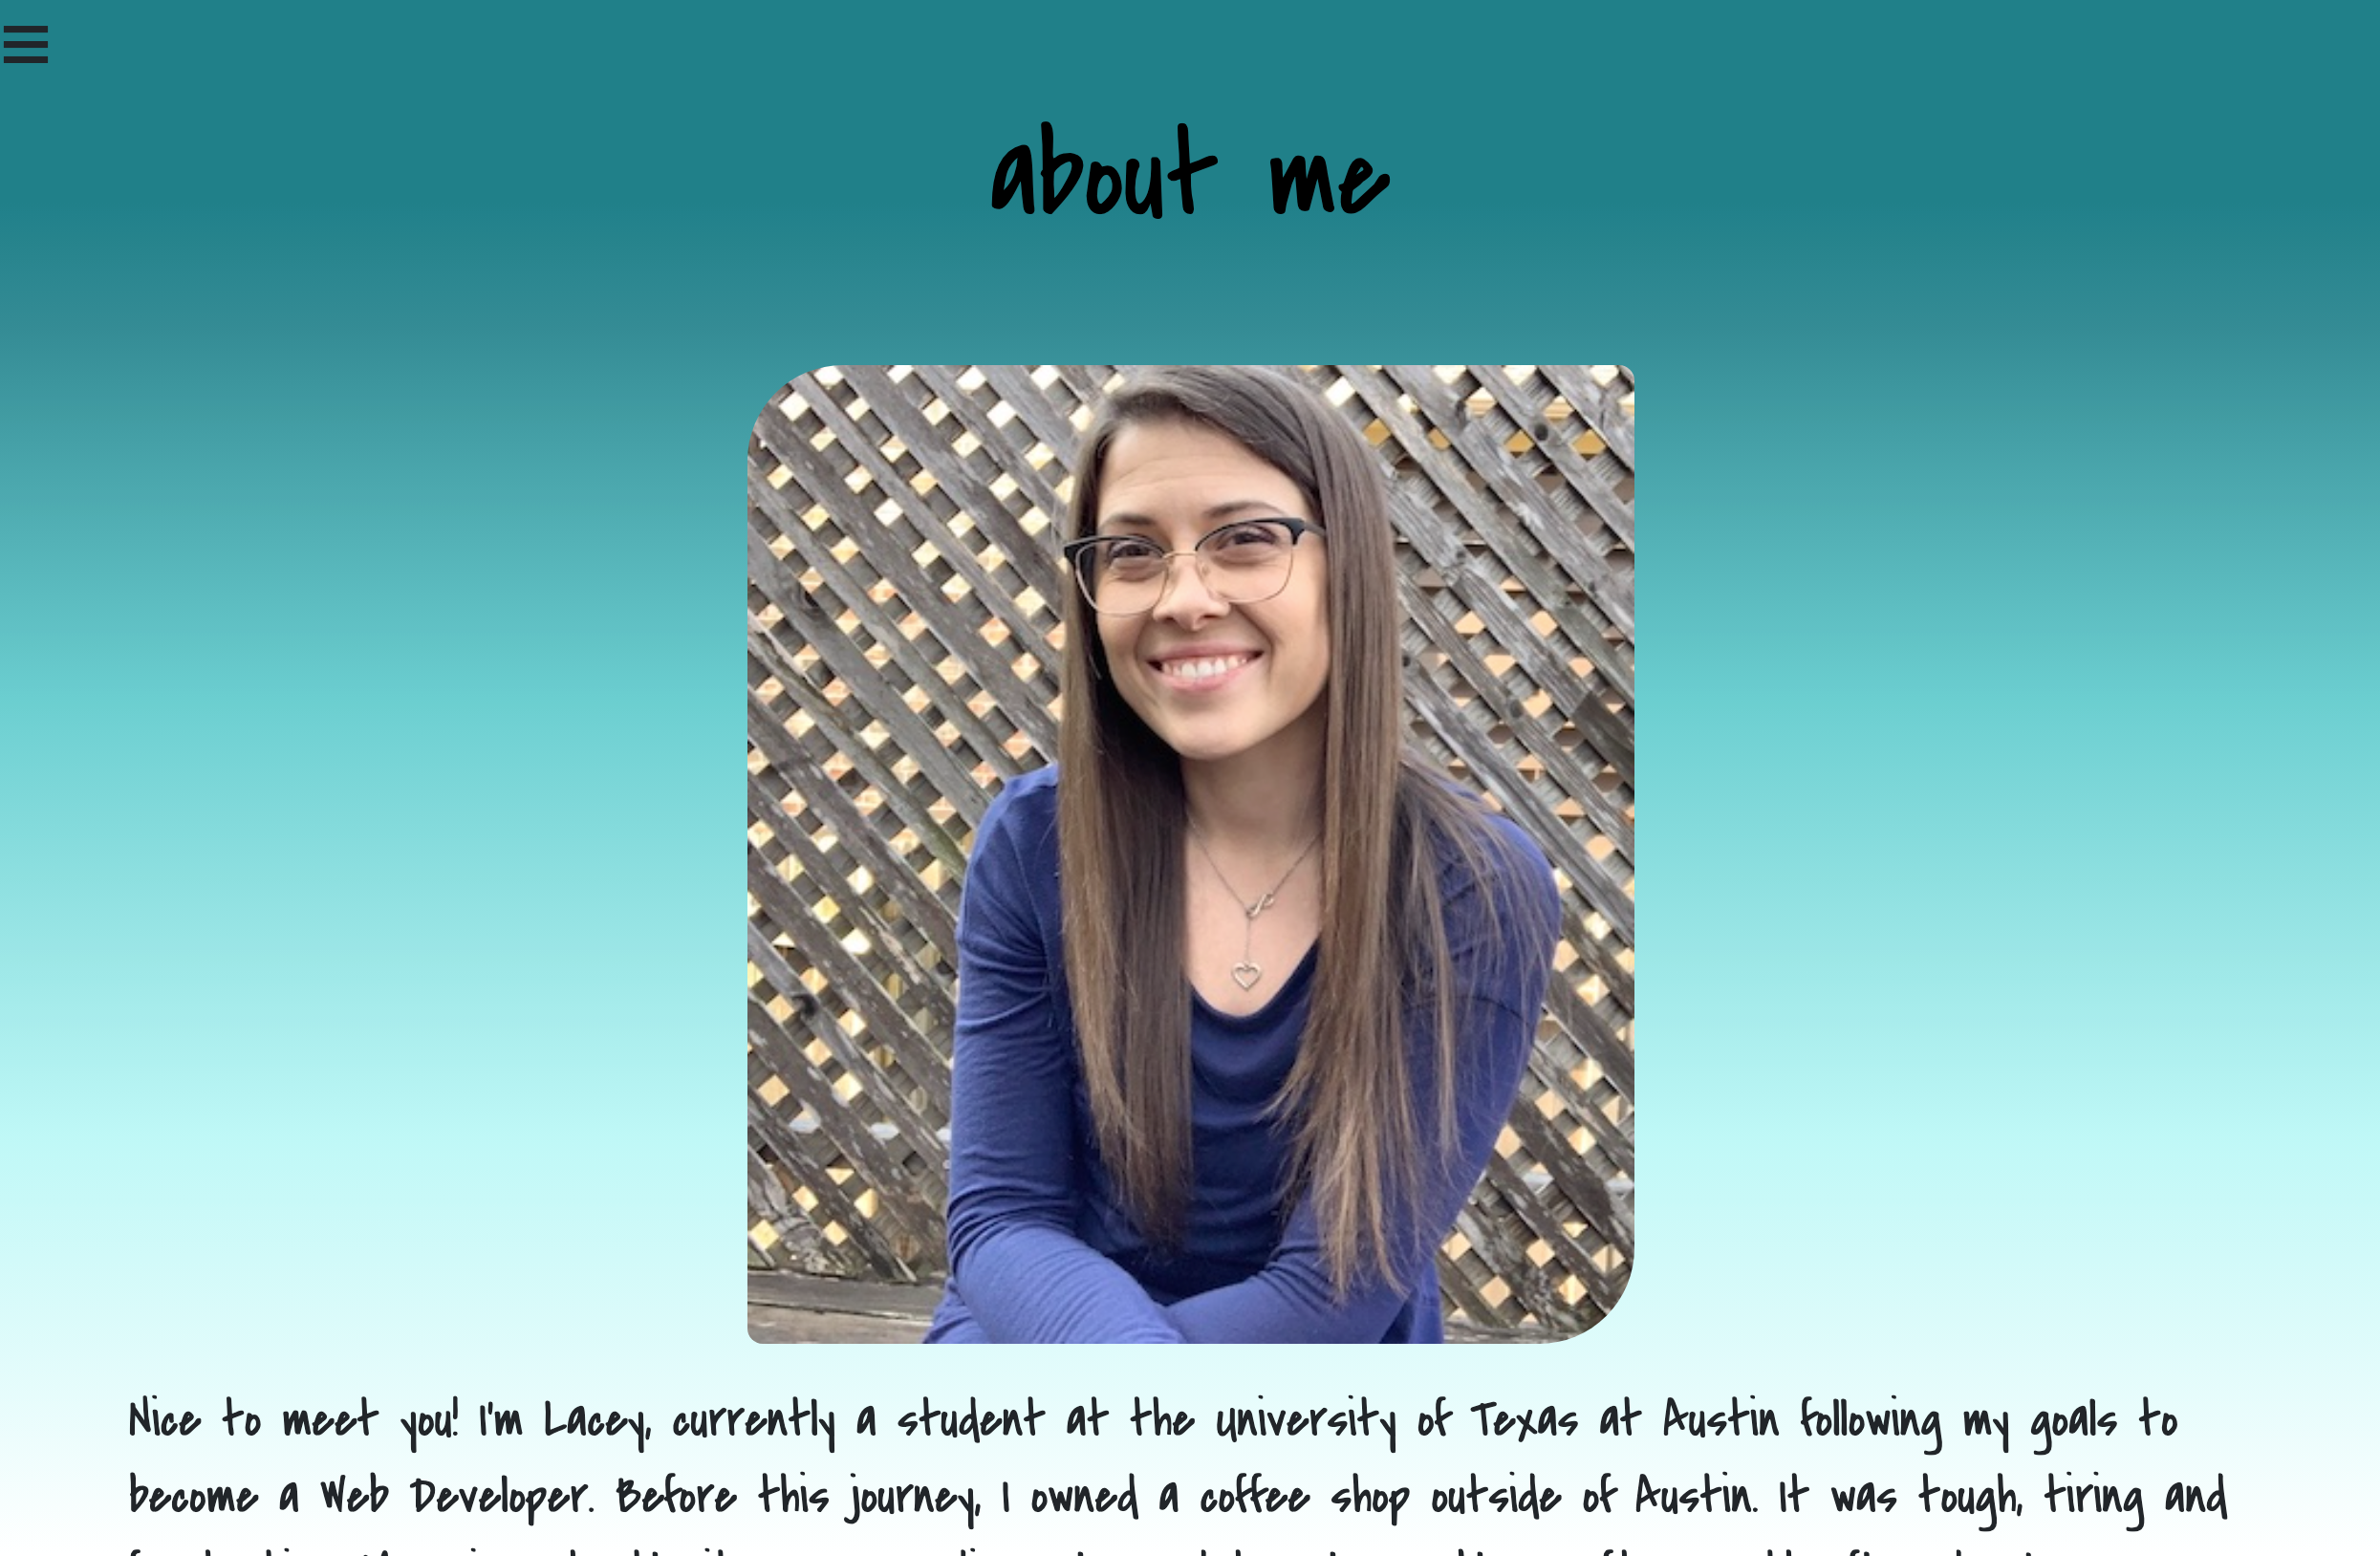 about me
Nice to meet you! I'm Lacey, currently a student at the University of Texas at Austin following my goals to
become a Web Developer. Before this journey, I owned a coffee shop outside of Austin. It was tough, tiring and